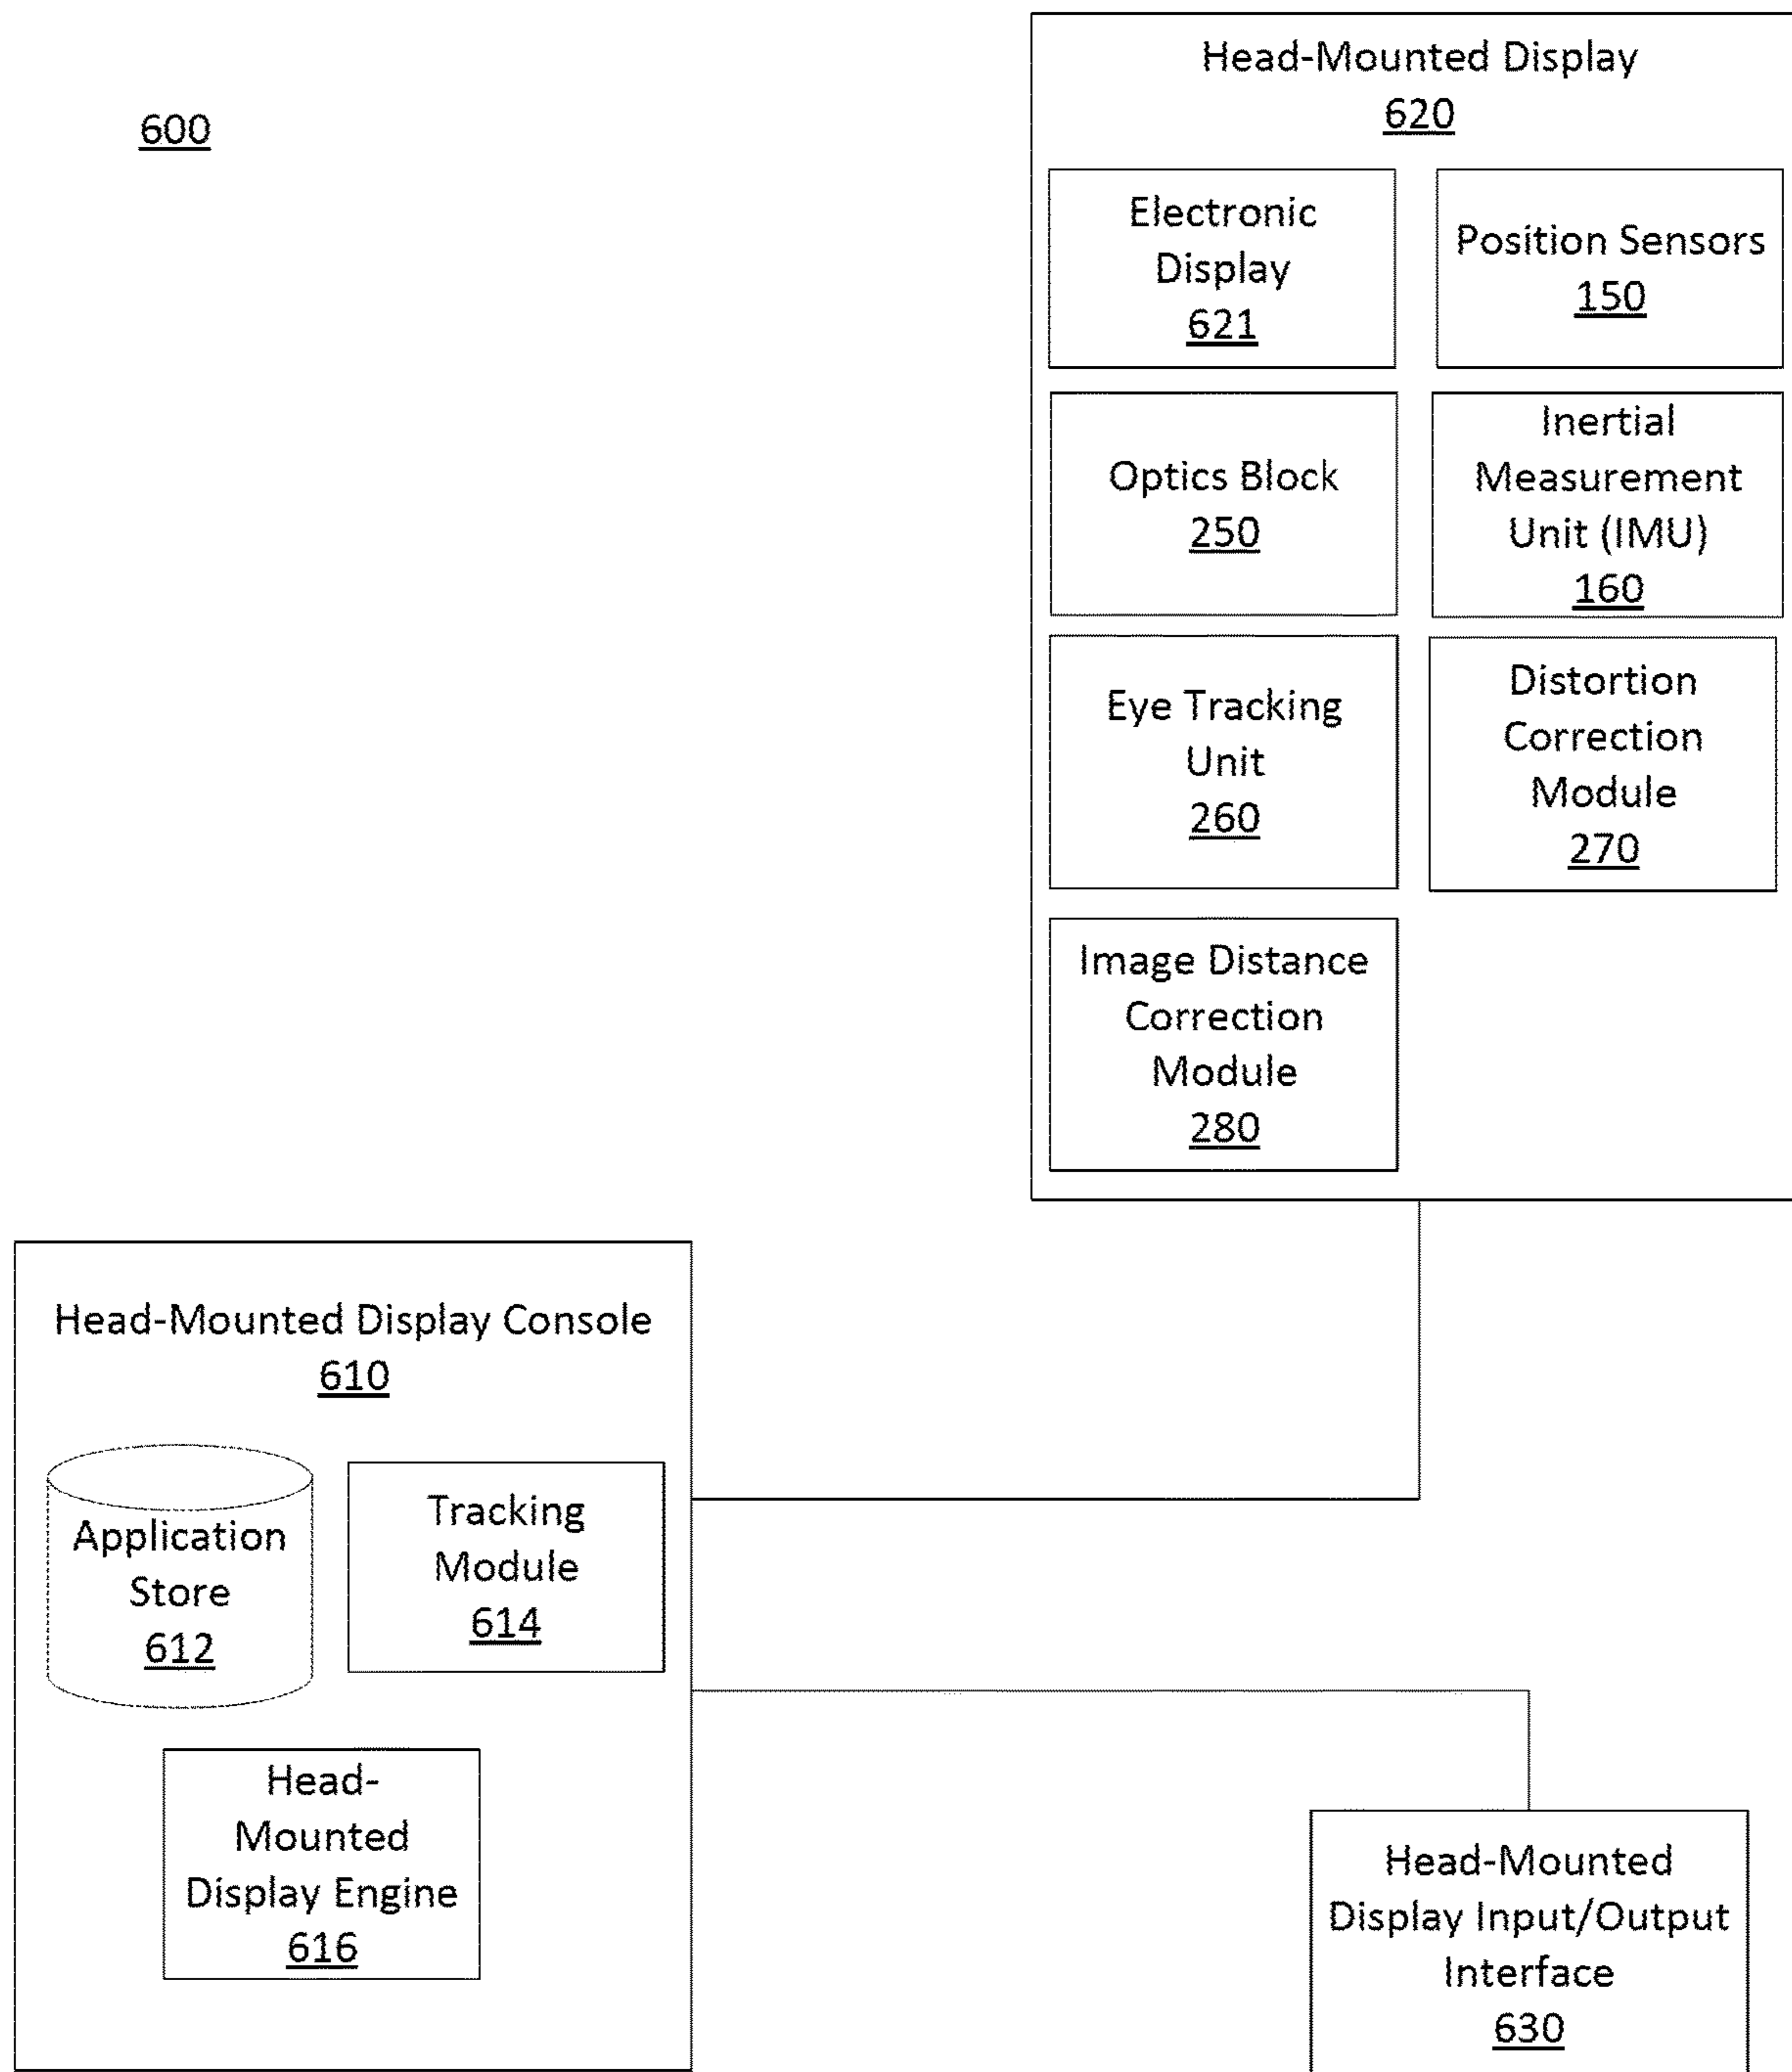 600
Head-Mounted Display
620
Electronic
Display
621
Position Sensors
150
Optics Block
250
Inertial
Measurement
Unit (IMU)
160
Eye Tracking
Unit
260
Distortion
Correction
Module
270
Image Distance
Correction
Module
280
Head-Mounted Display Console
610
Application
Store
612
Tracking
Module
614
Head-
Mounted
Display Engine
616
Head-Mounted
Display Input/Output
Interface
630